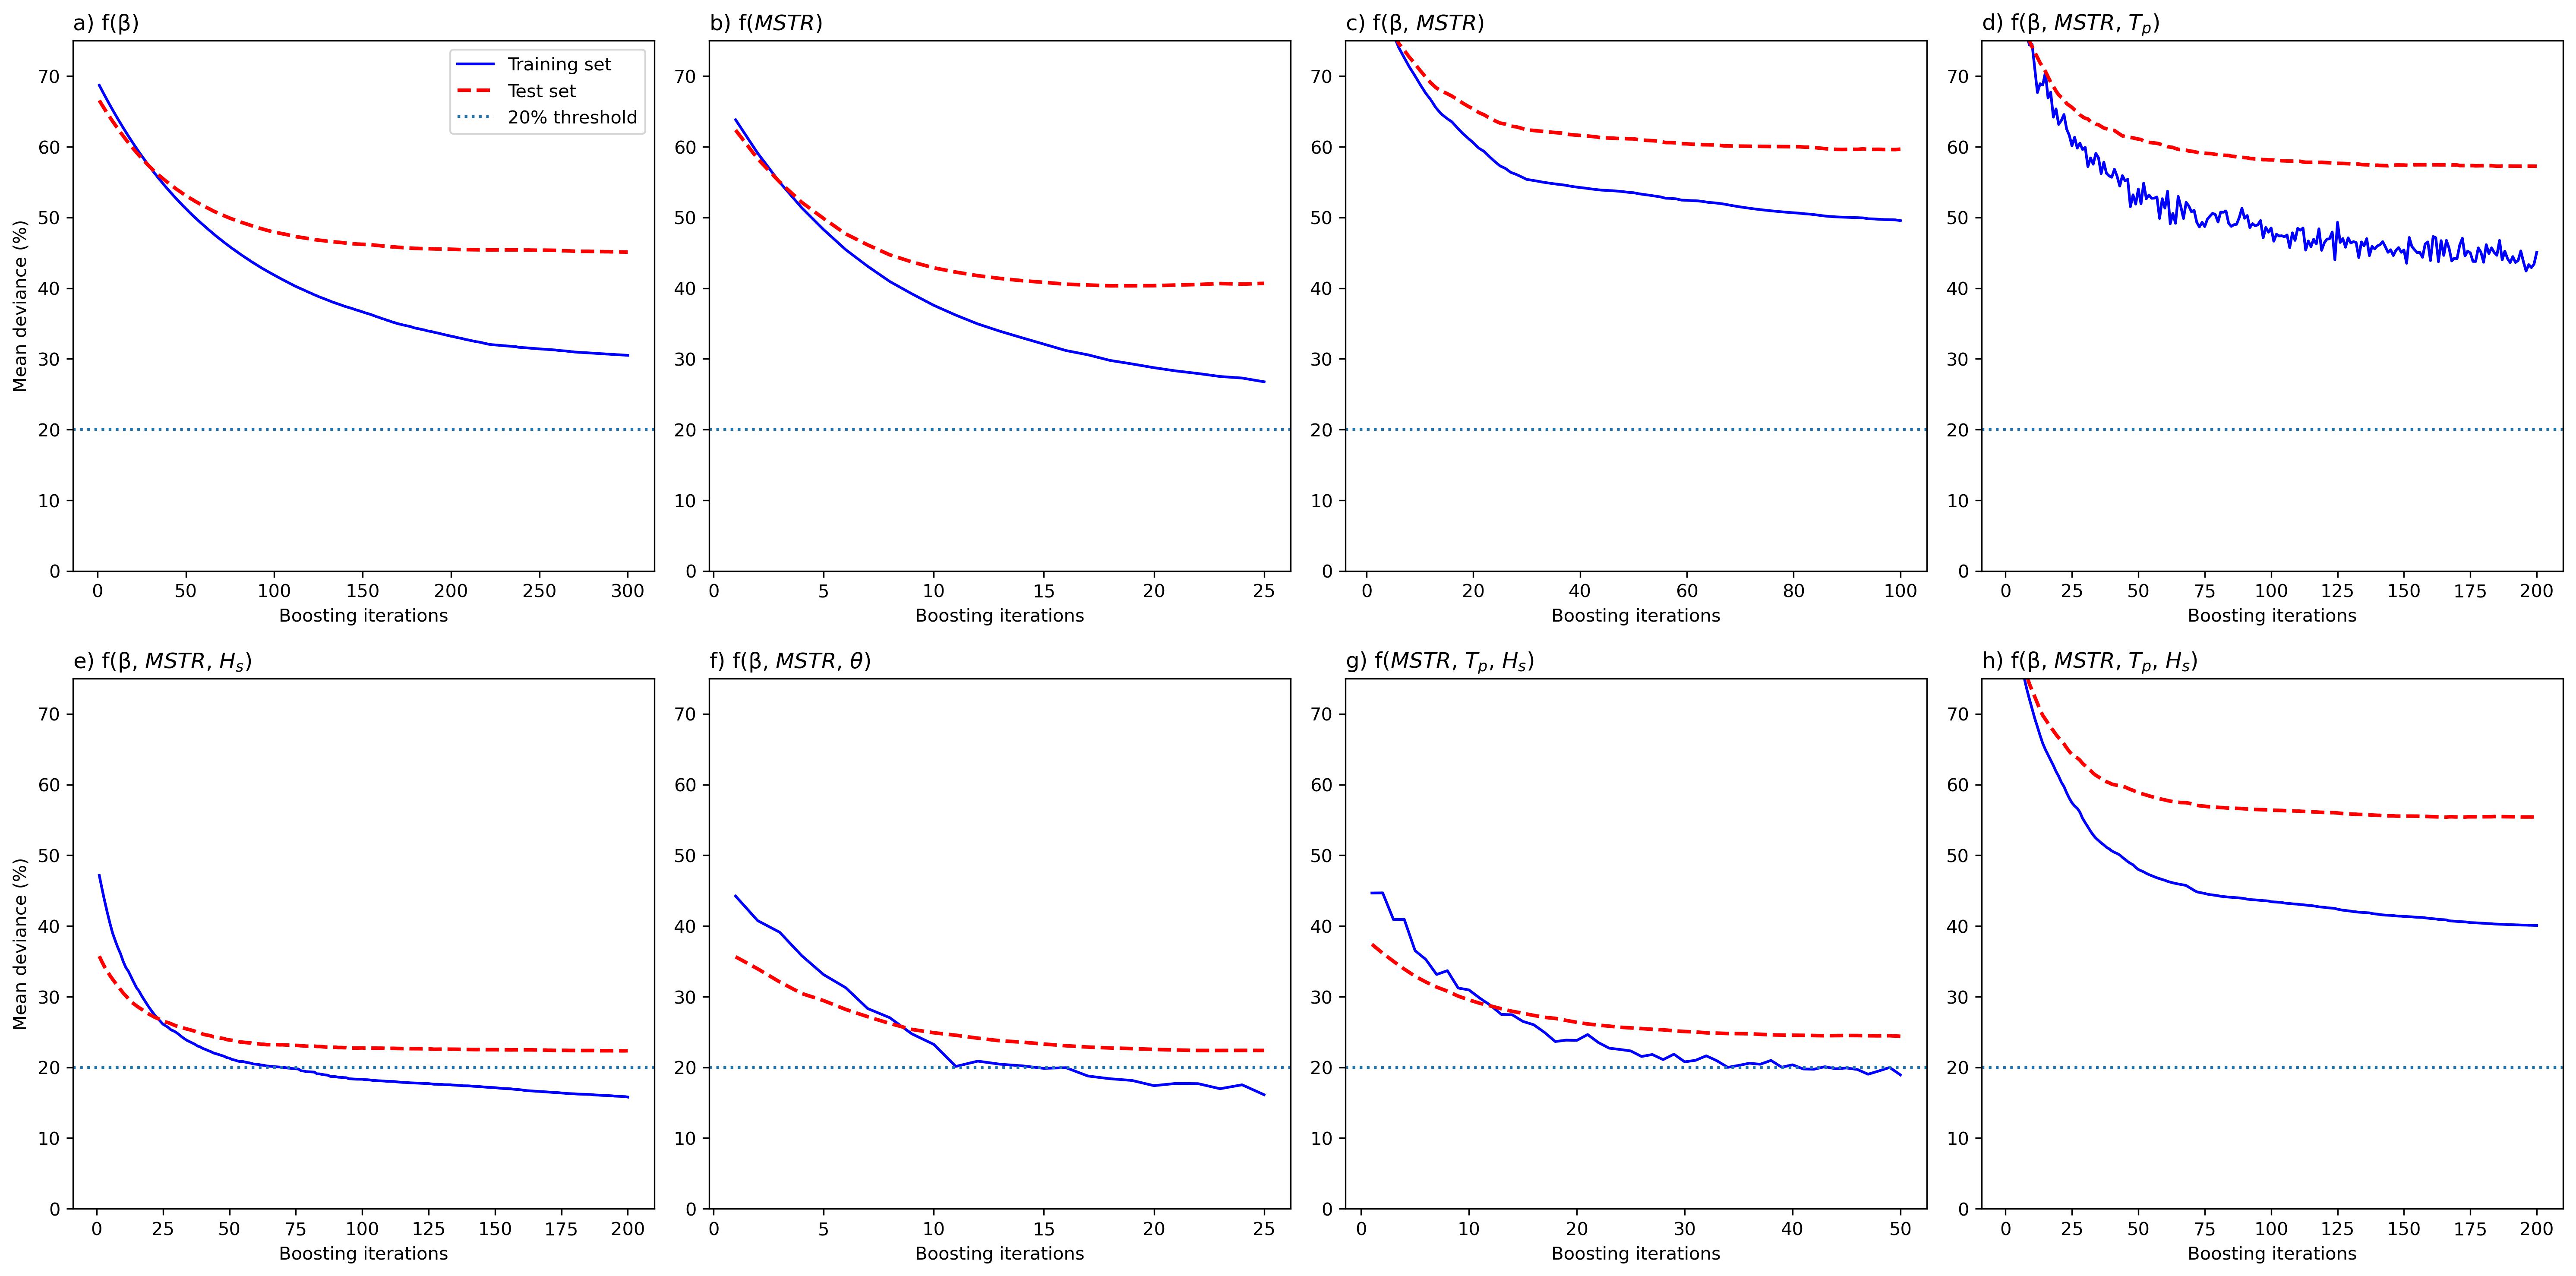 a) f(β)
70
60
50
40
30
20
10
0
Mean deviance (%)
Training set
Test set
20% threshold
0 50 100 150 200 250 300
Boosting iterations
b) f(MSTR)
70
60
50
40
30
20
10
0
0 5 10 15 20 25
Boosting iterations
c) f(β, MSTR)
70
60
50
40
30
20
10
0
0 20 40 60 80 100
Boosting iterations
d) f(β, MSTR, Tp)
70
60
50
40
30
20
10
0
0 25 50 75 100 125 150 175 200
Boosting iterations
e) f(β, MSTR, Hs)
70
60
50
40
30
20
10
0
Mean deviance (%)
0 25 50 75 100 125 150 175 200
Boosting iterations
f) f(β, MSTR, θ)
70
60
50
40
30
20
10
0
0 5 10 15 20 25
Boosting iterations
g) f(MSTR, Tp, Hs)
70
60
50
40
30
20
10
0
0 10 20 30 40 50
Boosting iterations
h) f(β, MSTR, Tp, Hs)
70
60
50
40
30
20
10
0
0 25 50 75 100 125 150 175 200
Boosting iterations